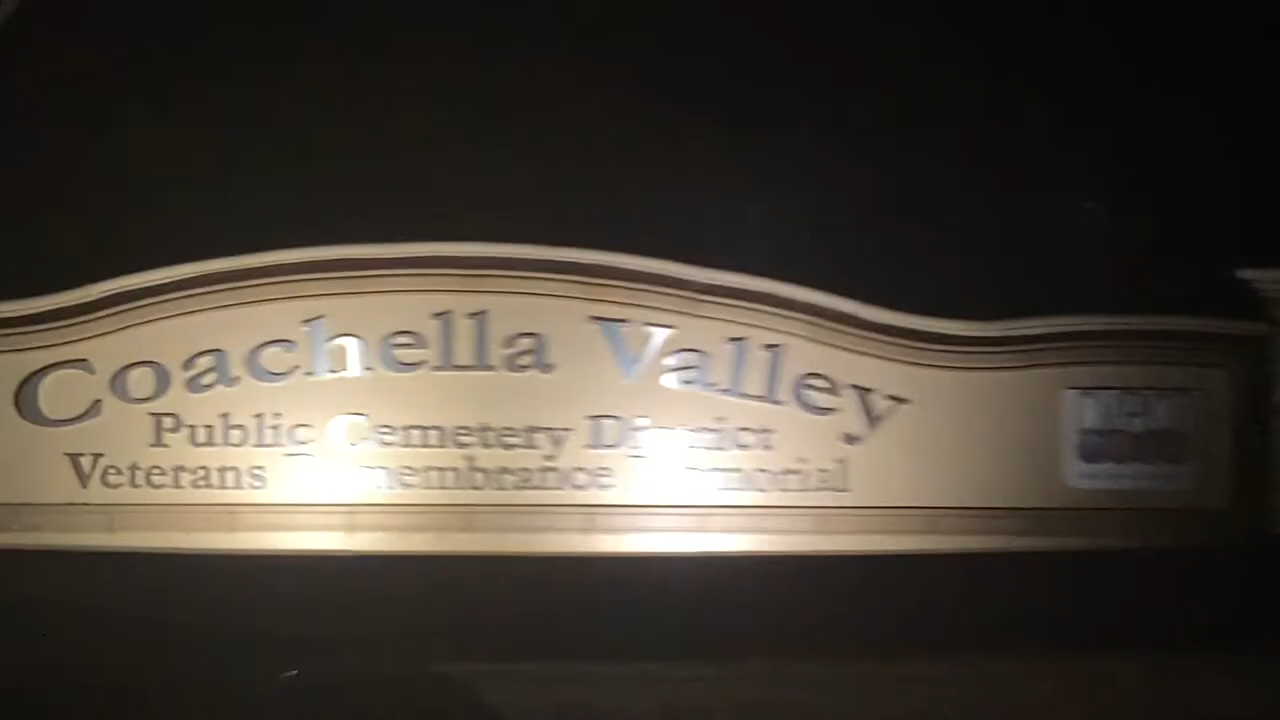 Coachella Valley
Public Cemetery District
Veterans Remembrance Memorial